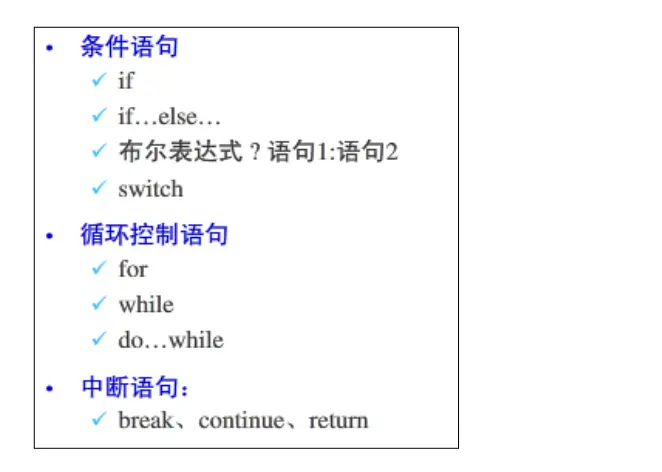 • 条件语句
✓ if
✓ if…else…
✓ 布尔表达式 ? 语句1:语句2
✓ switch
• 循环控制语句
✓ for
✓ while
✓ do…while
• 中断语句：
✓ break、continue、return